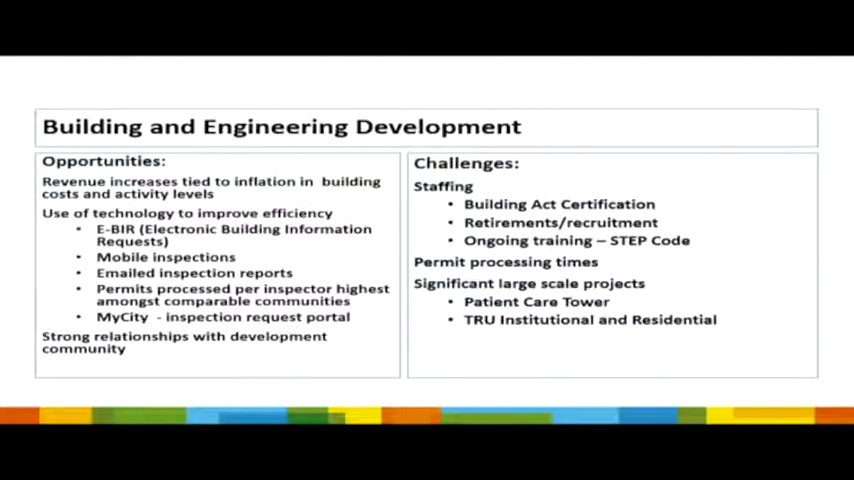 Building and Engineering Development
Opportunities:
Revenue increases tied to inflation in building
costs and activity levels
Use of technology to improve efficiency
• E-BIR (Electronic Building Information
Requests)
• Mobile inspections
• Emailed inspection reports
• Permits processed per inspector highest
amongst comparable communities
• MyCity - inspection request portal
Strong relationships with development
community
Challenges:
Staffing
• Building Act Certification
• Retirements/recruitment
• Ongoing training – STEP Code
Permit processing times
Significant large scale projects
• Patient Care Tower
• TRU Institutional and Residential